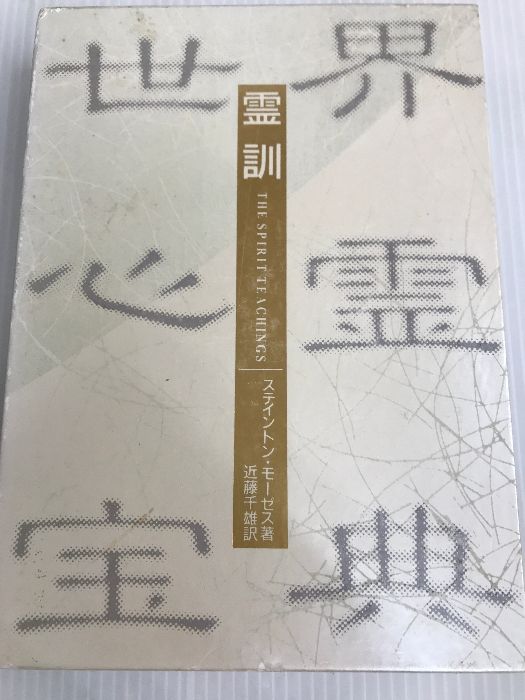 世界
心霊
宝典
霊訓
THE SPIRIT TEACHINGS
ステイントン・モーゼス著
近藤千雄訳